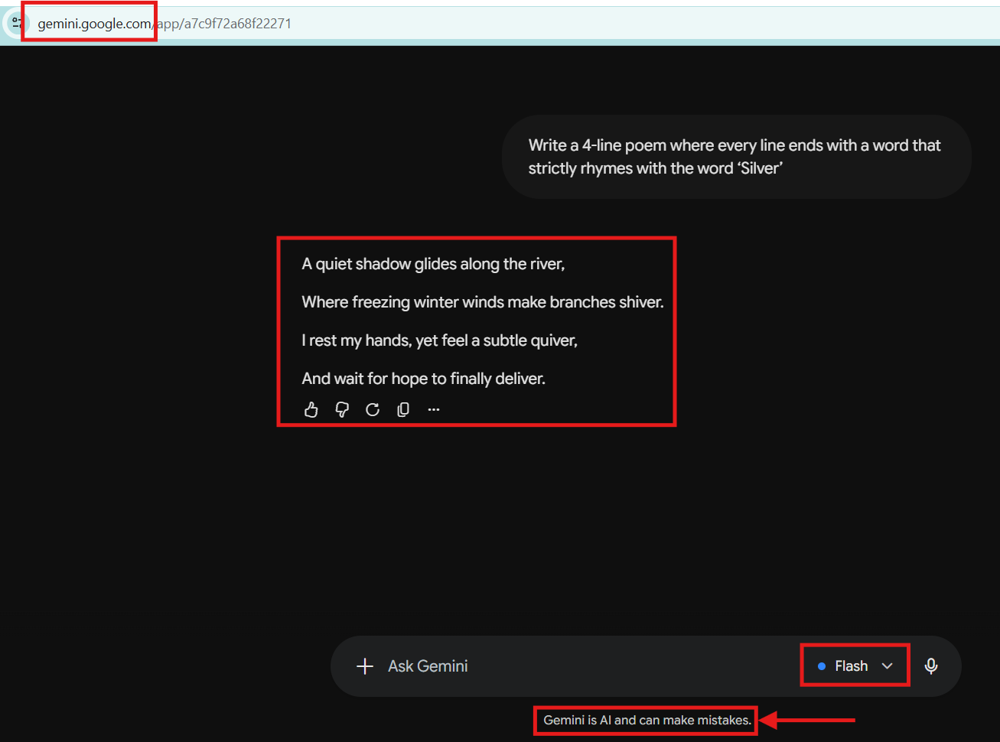 gemini.google.com/app/a7c9f72a68f22271
Write a 4-line poem where every line ends with a word that
strictly rhymes with the word ‘Silver’
A quiet shadow glides along the river,
Where freezing winter winds make branches shiver.
I rest my hands, yet feel a subtle quiver,
And wait for hope to finally deliver.
Ask Gemini
Flash
Gemini is AI and can make mistakes.